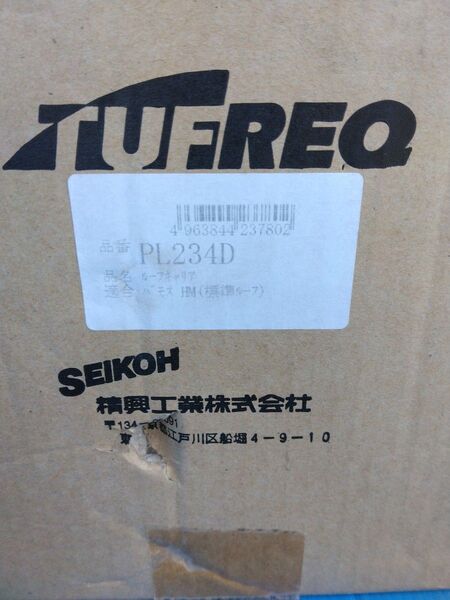 TUFREQ
4 963844 237802
品番 PL234D
品名 ルーフキャリア
適合 バモス HM(標準ルーフ)
SEIKOH
精興工業株式会社
〒134- 91
東 江戸川区船堀4-9-10